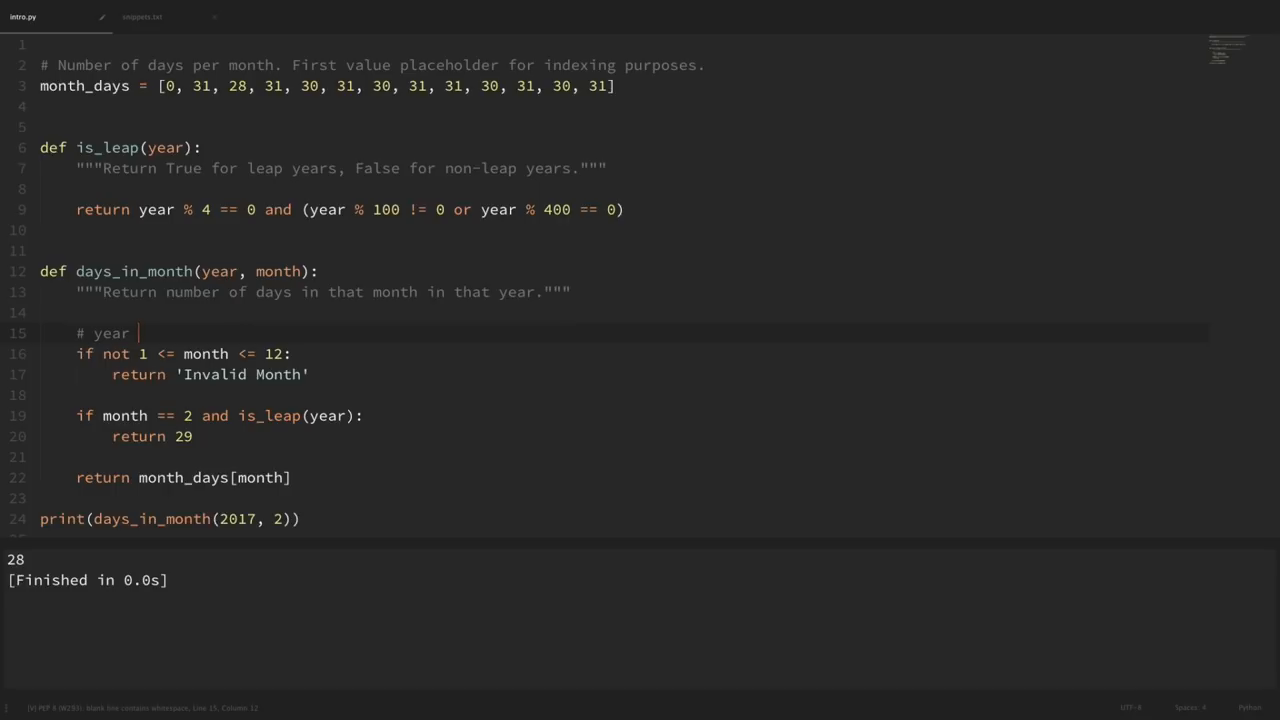 intro.py
snippets.txt
1
2 # Number of days per month. First value placeholder for indexing purposes.
3 month_days = [0, 31, 28, 31, 30, 31, 30, 31, 31, 30, 31, 30, 31]
4
5
6 def is_leap(year):
7 """Return True for leap years, False for non-leap years."""
8
9 return year % 4 == 0 and (year % 100 != 0 or year % 400 == 0)
10
11
12 def days_in_month(year, month):
13 """Return number of days in that month in that year."""
14
15 # year
16 if not 1 <= month <= 12:
17 return 'Invalid Month'
18
19 if month == 2 and is_leap(year):
20 return 29
21
22 return month_days[month]
23
24 print(days_in_month(2017, 2))
28
[Finished in 0.0s]
[V] PEP 8 (W293): Blank line contains whitespace, Line 15, Column 12
UTF-8
Spaces: 4
Python